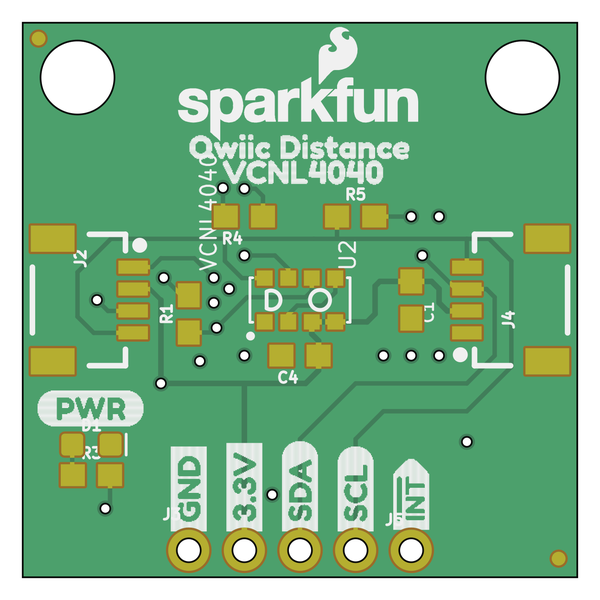 sparkfun
Qwiic Distance
VCNL4040
VCNL4040
R5
R4
U2
J2
R1
D
C1
J4
C4
PWR
D1
R3
GND
3.3V
SDA
SCL
INT